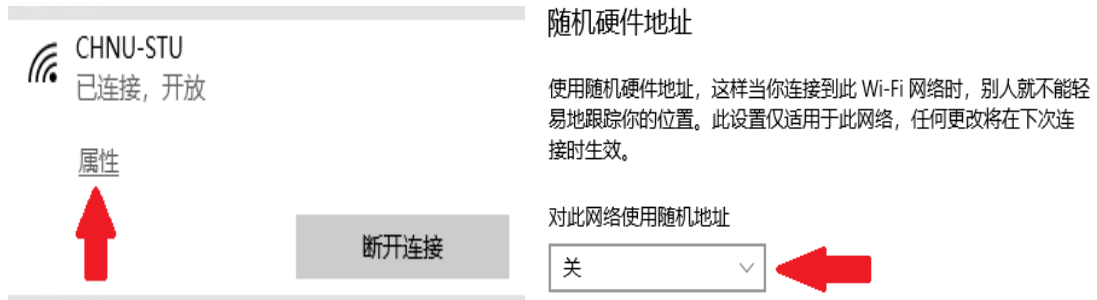 CHNU-STU
已连接，开放
属性
断开连接
随机硬件地址
使用随机硬件地址，这样当你连接到此 Wi-Fi 网络时，别人就不能轻
易地跟踪你的位置。此设置仅适用于此网络，任何更改将在下次连
接时生效。
对此网络使用随机地址
关